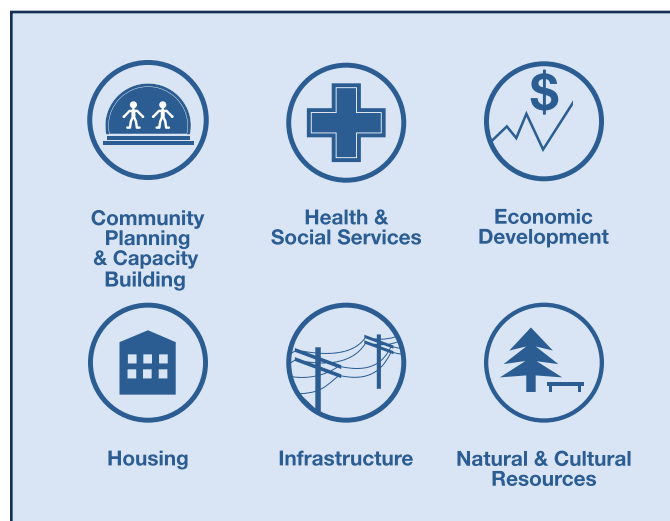 $
Community
Planning
& Capacity
Building
Health &
Social Services
Economic
Development
Housing
Infrastructure
Natural & Cultural
Resources